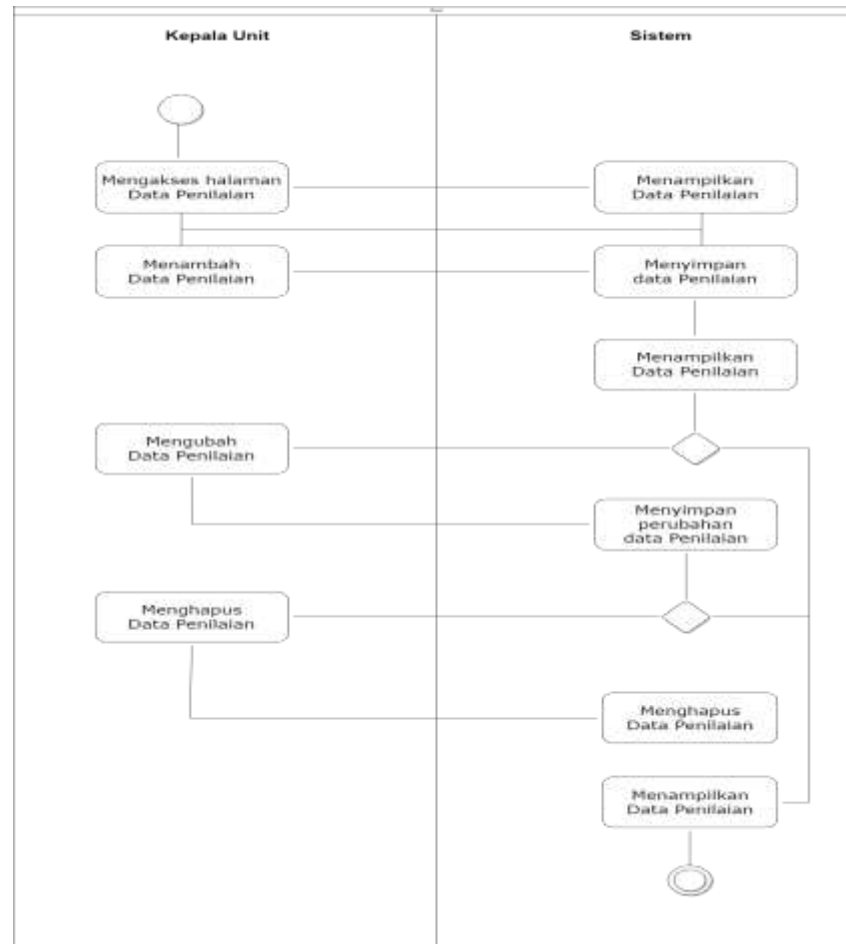 Kepala Unit
Sistem
Mengakses halaman
Data Penilaian
Menampilkan
Data Penilaian
Menambah
Data Penilaian
Menyimpan
data Penilaian
Menampilkan
Data Penilaian
Mengubah
Data Penilaian
Menyimpan
perubahan
data Penilaian
Menghapus
Data Penilaian
Menghapus
Data Penilaian
Menampilkan
Data Penilaian